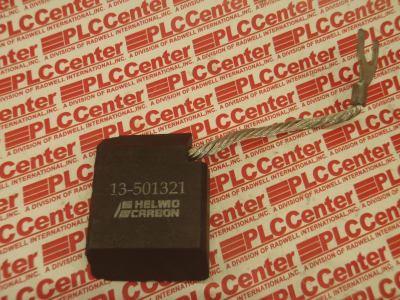 PLCCenter
A DIVISION OF RADWELL INTERNATIONAL, INC.
13-501321
HELWIG
CARBON